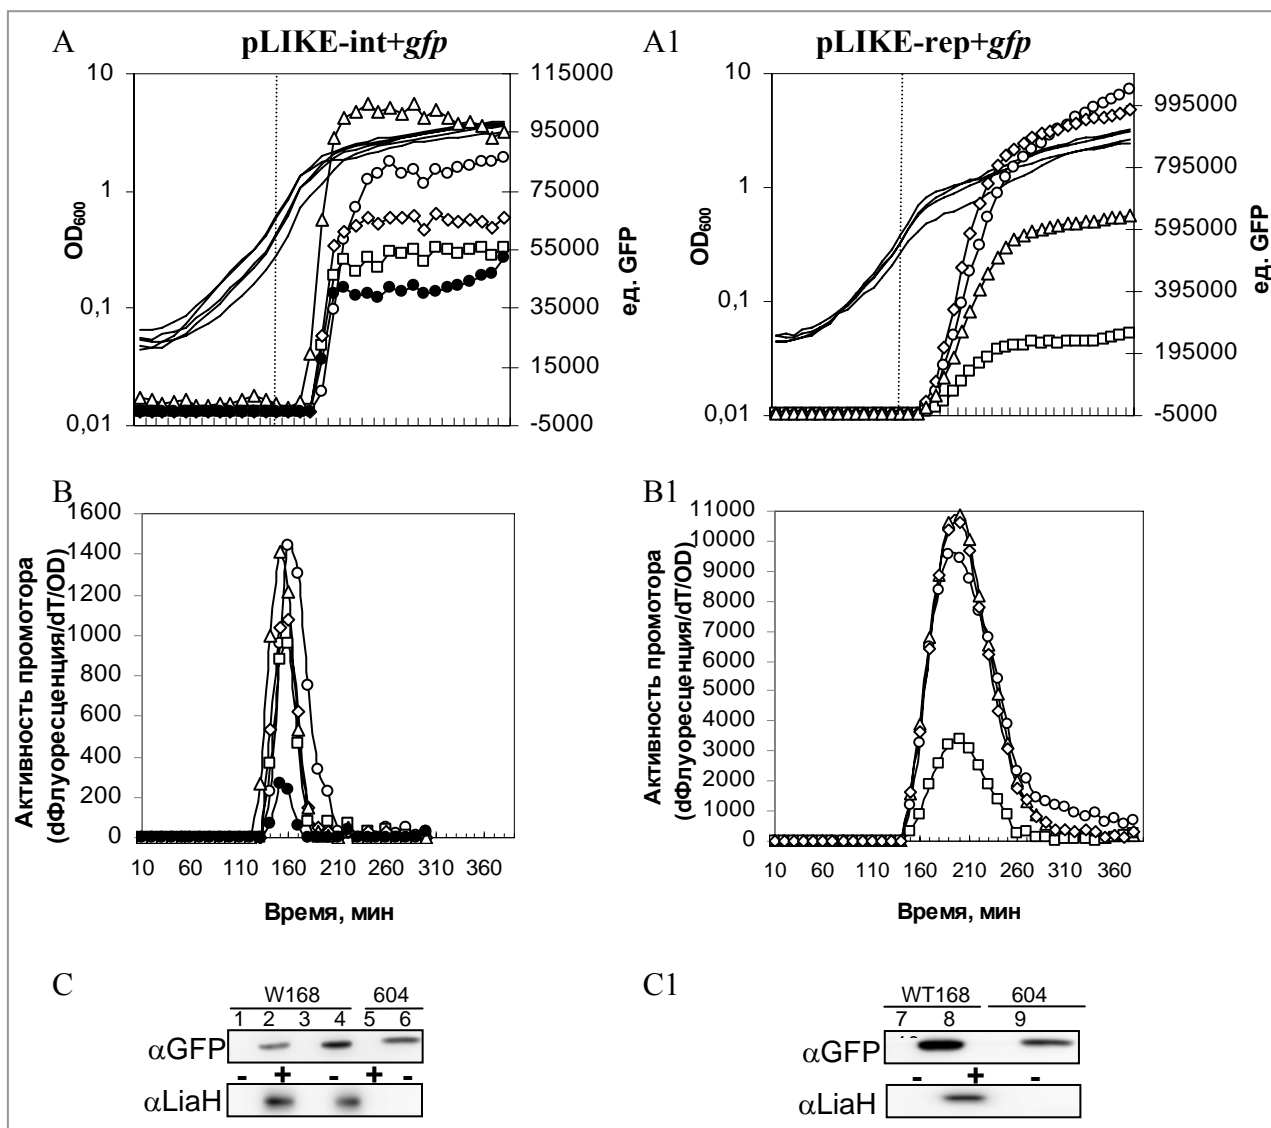 A pLIKE-int+gfp
10
1
0,1
0,01
OD600
115000
95000
75000
55000
35000
15000
-5000
ед. GFP
A1 pLIKE-rep+gfp
10
1
0,1
0,01
OD600
995000
795000
595000
395000
195000
-5000
ед. GFP
B
Активность промотора
(dФлуоресценция/dT/OD)
1600
1400
1200
1000
800
600
400
200
0
10 60 110 160 210 260 310 360
Время, мин
B1
Активность промотора
(dФлуоресценция/dT/OD)
11000
10000
9000
8000
7000
6000
5000
4000
3000
2000
1000
0
10 60 110 160 210 260 310 360
Время, мин
C
W168 604
1 2 3 4 5 6
αGFP
- + - + -
αLiaH
C1
WT168 604
7 8 9
αGFP
- + -
αLiaH